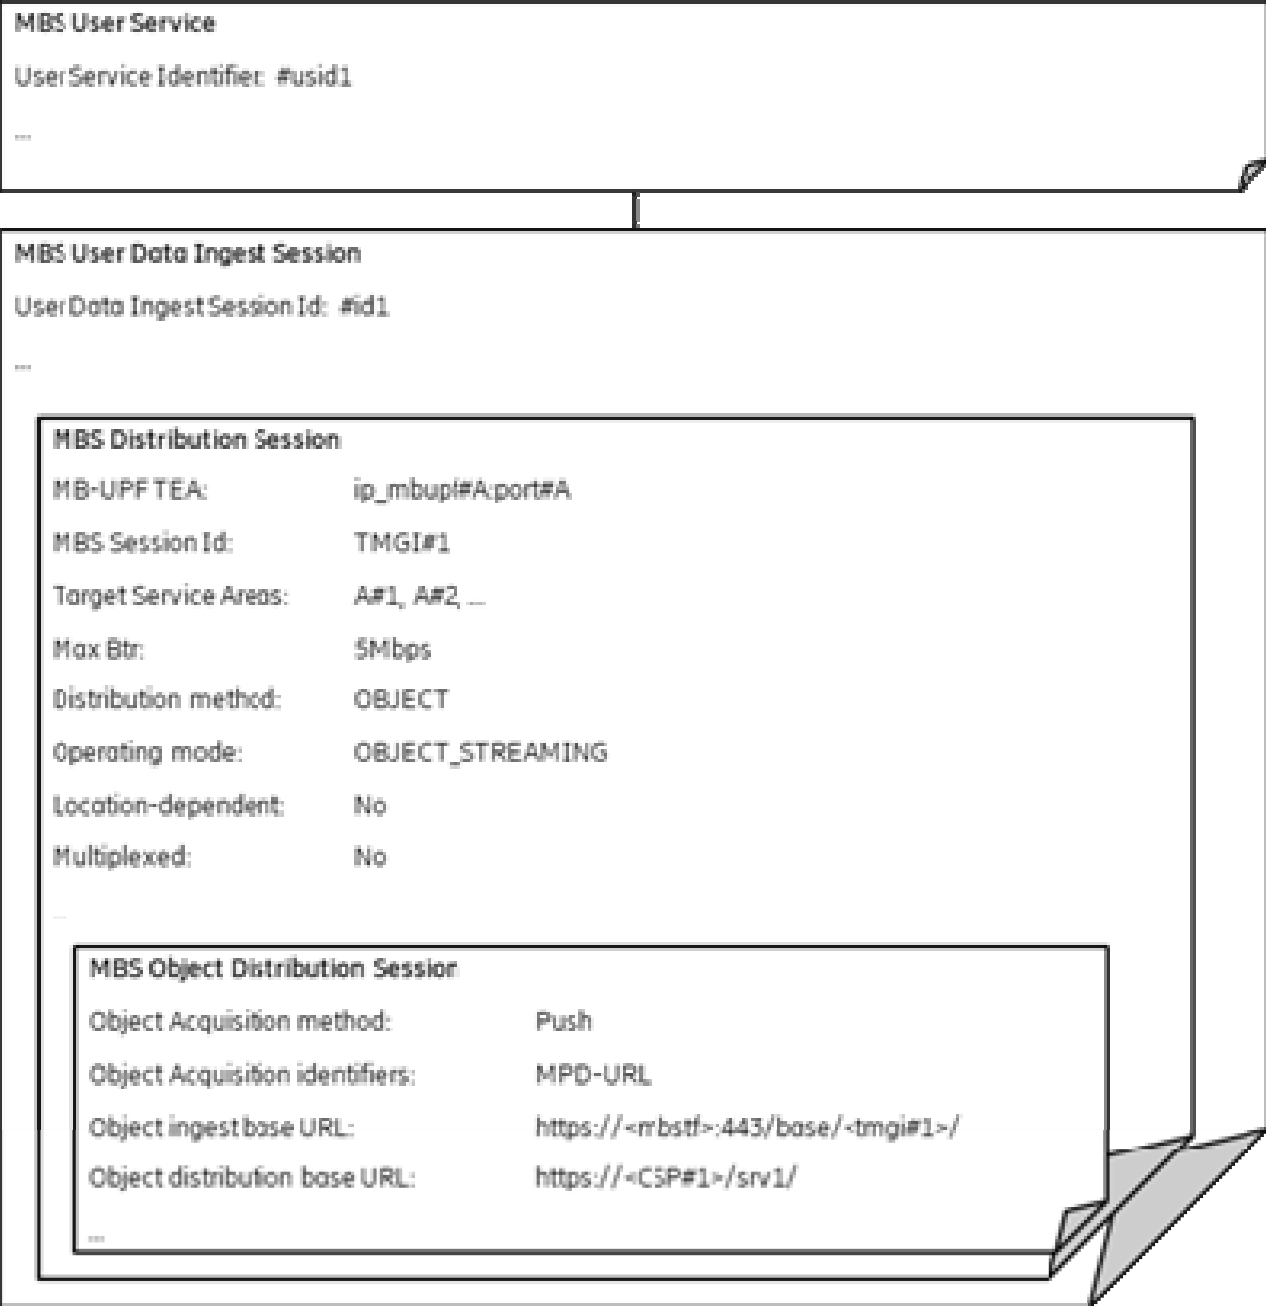 MBS User Service
User Service Identifier: #usid1
...
MBS User Data Ingest Session
User Data Ingest Session Id: #id1
...
MBS Distribution Session
MB-UPF TEA: ip_mbupf#A:port#A
MBS Session Id: TMGI#1
Target Service Areas: A#1, A#2, ...
Max Btr: 5Mbps
Distribution method: OBJECT
Operating mode: OBJECT_STREAMING
Location-dependent: No
Multiplexed: No
...
MBS Object Distribution Session
Object Acquisition method: Push
Object Acquisition identifiers: MPD-URL
Object ingest base URL: https://<mbstf>:443/base/<tmgi#1>/
Object distribution base URL: https://<CSP#1>/srv1/
...